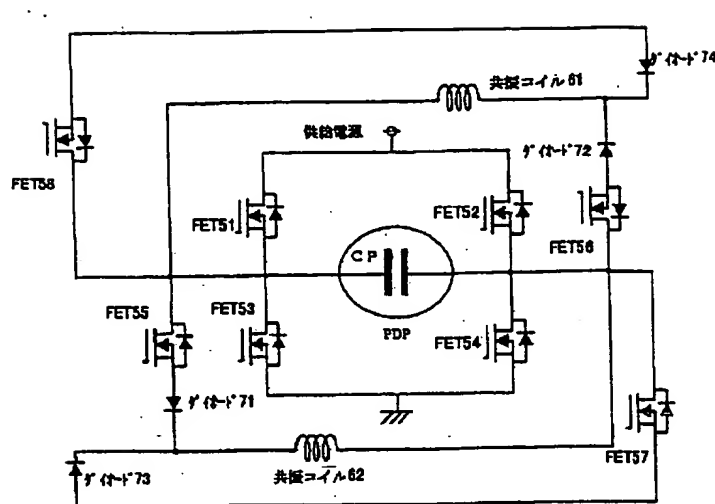 ダイオード74
共振コイル61
供給電源
ダイオード72
FET58
FET51
FET52
FET56
CP
FET55
FET53
PDP
FET54
ダイオード71
FET57
ダイオード73
共振コイル62